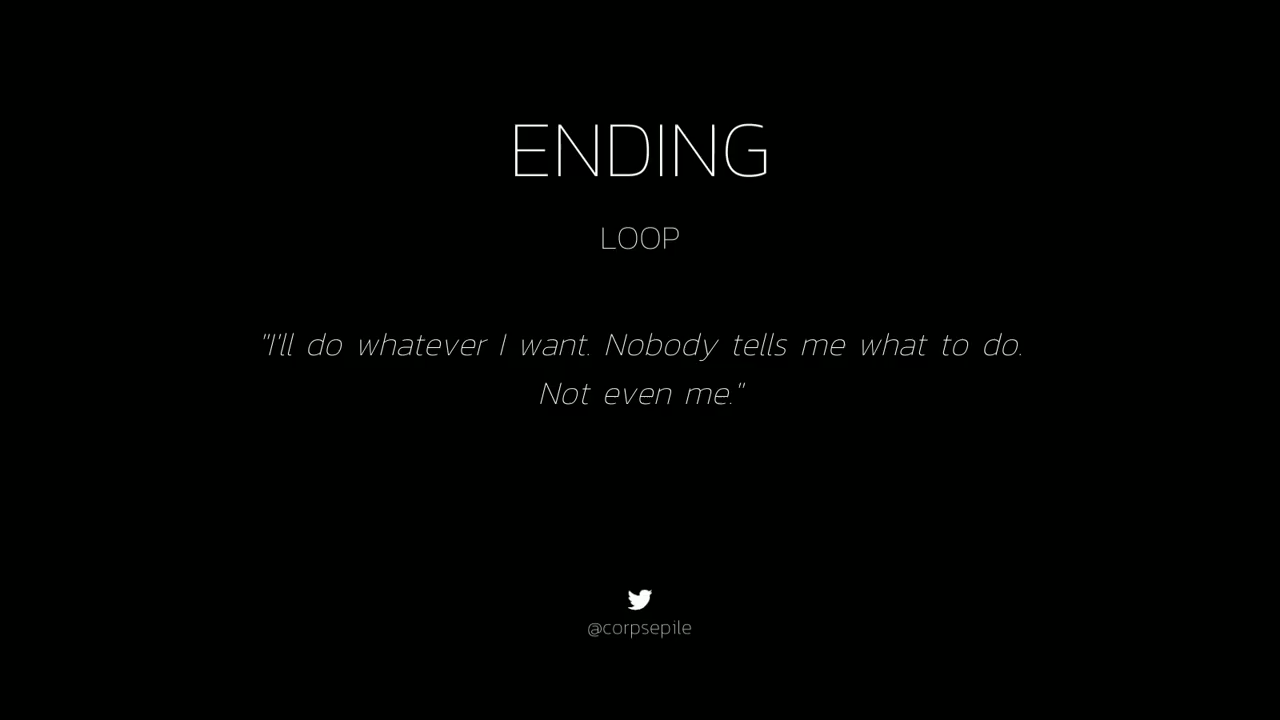 ENDING
LOOP
"I'll do whatever I want. Nobody tells me what to do.
Not even me."
@corpsepile